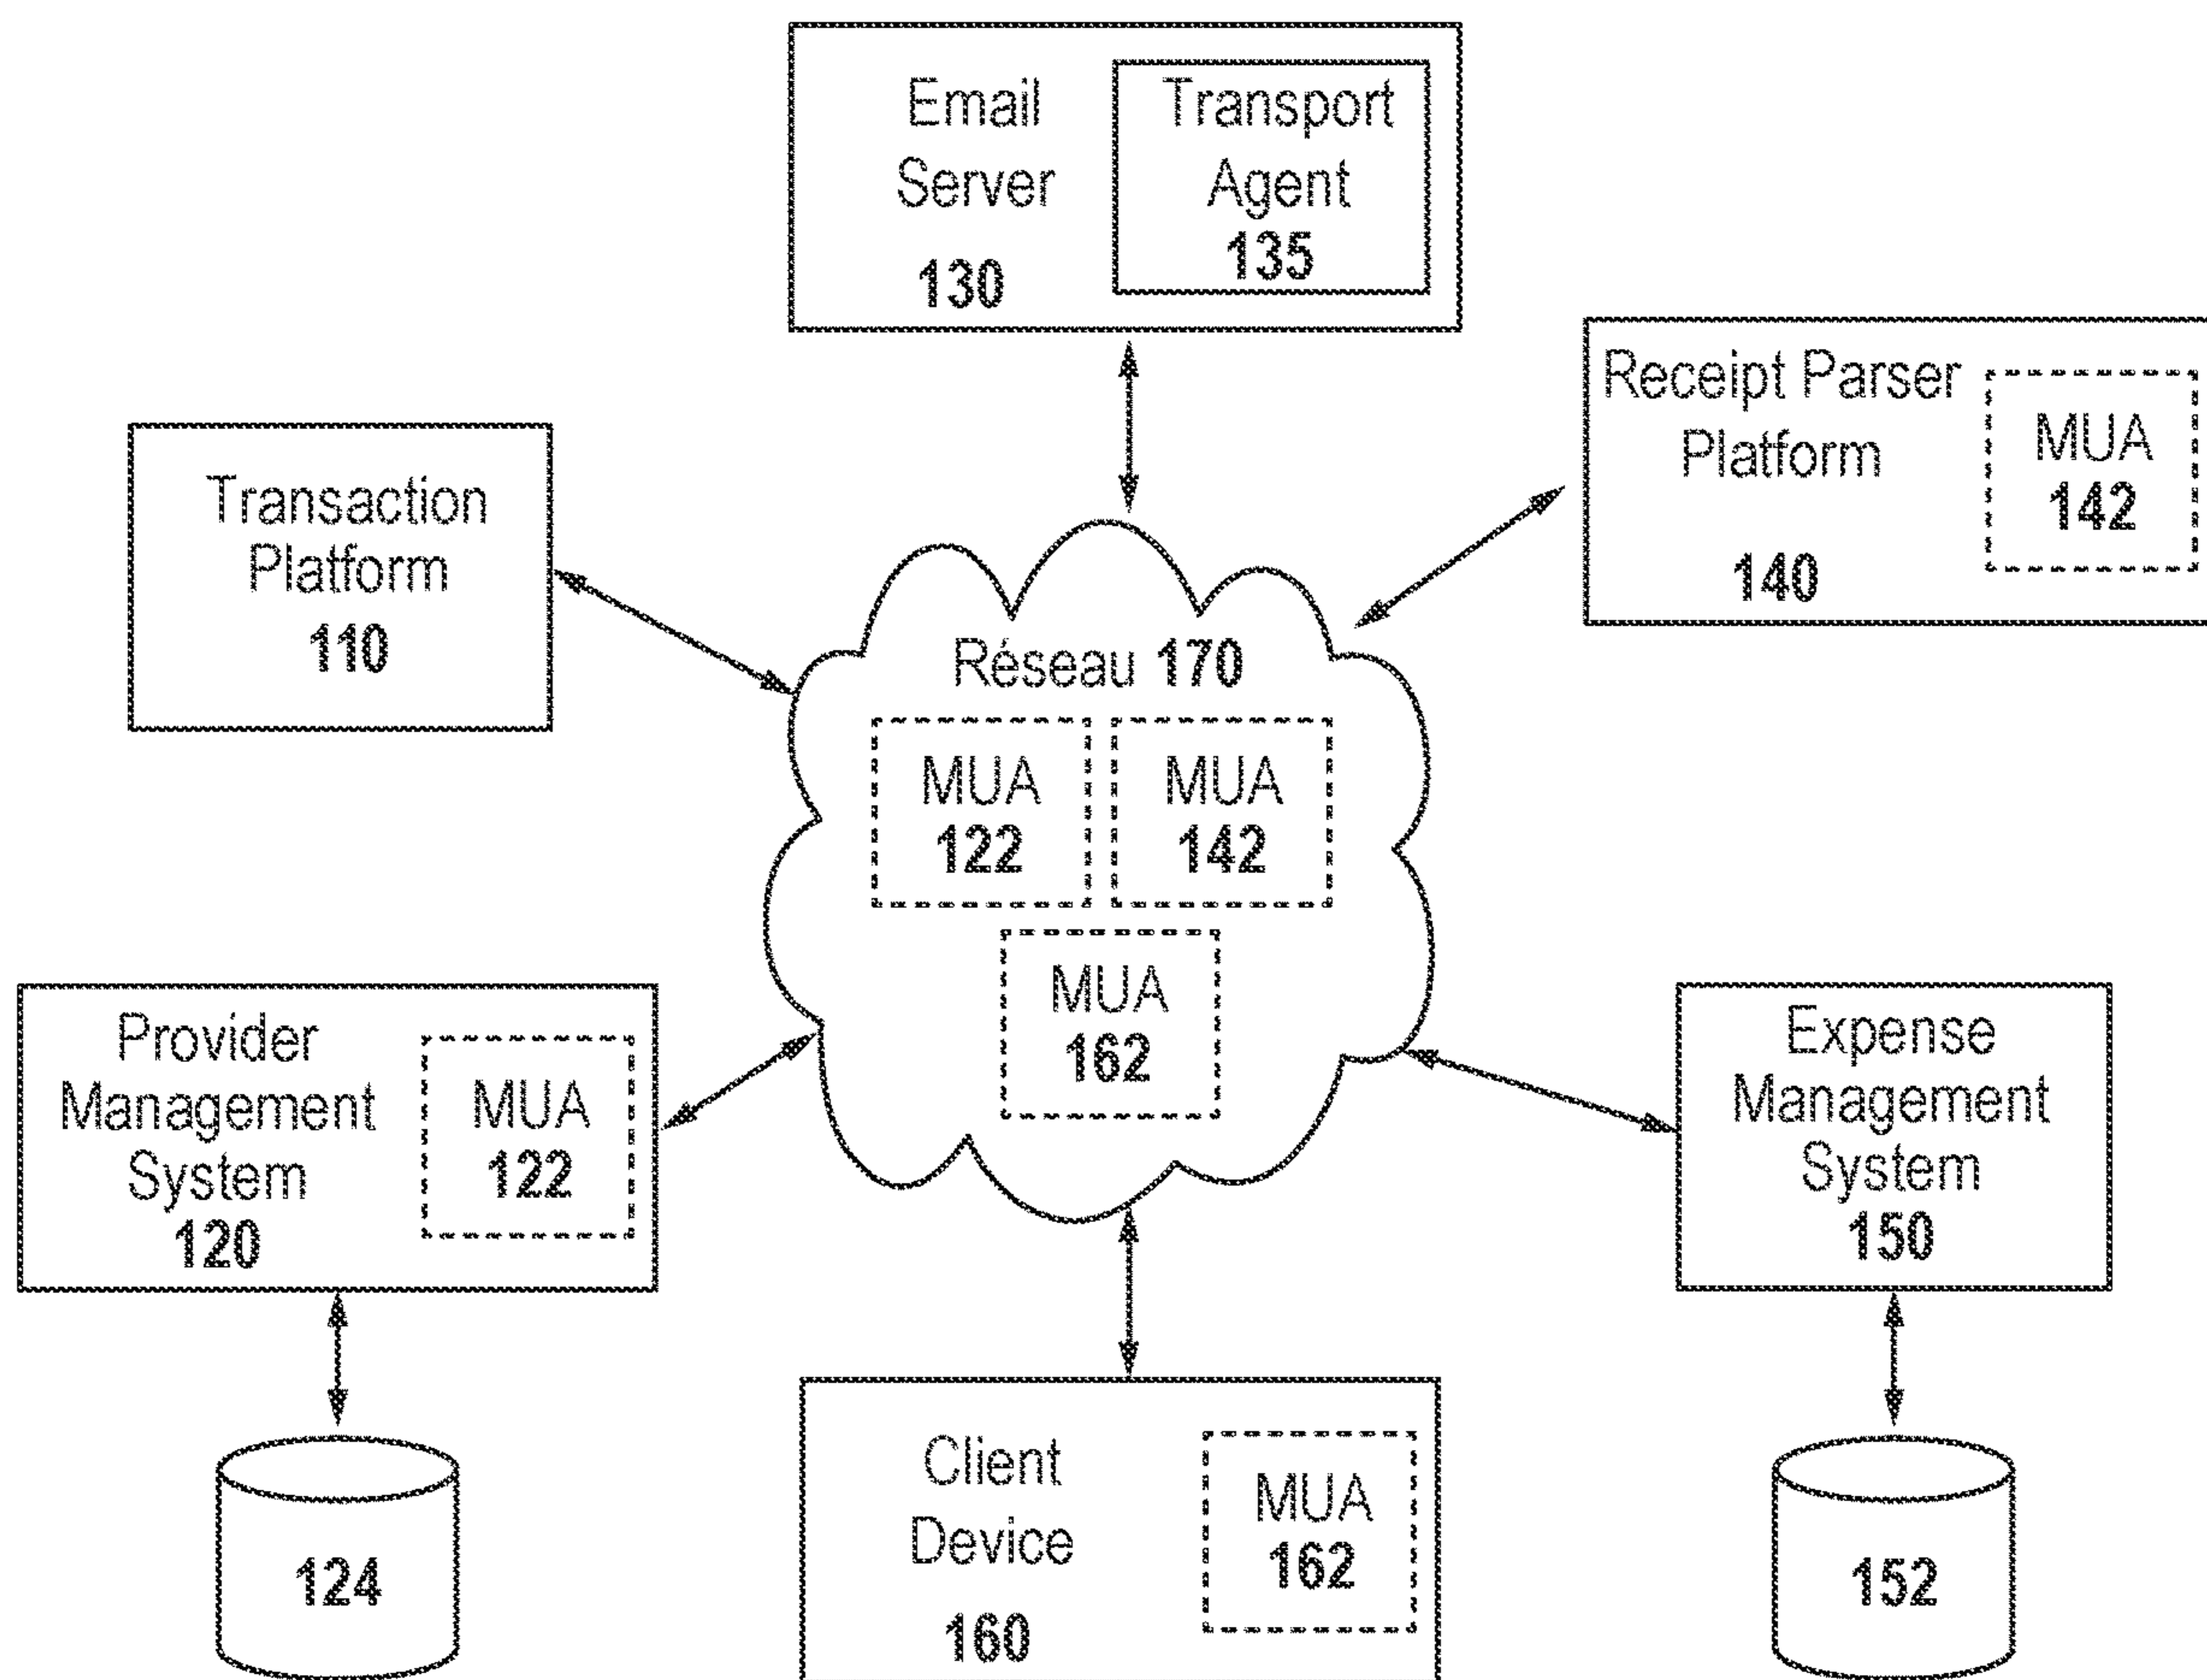 Email
Server
130
Transport
Agent
135
Receipt Parser
Platform
140
MUA
142
Transaction
Platform
110
Réseau 170
MUA
122
MUA
142
MUA
162
Provider
Management
System
120
MUA
122
Expense
Management
System
150
124
Client
Device
160
MUA
162
152